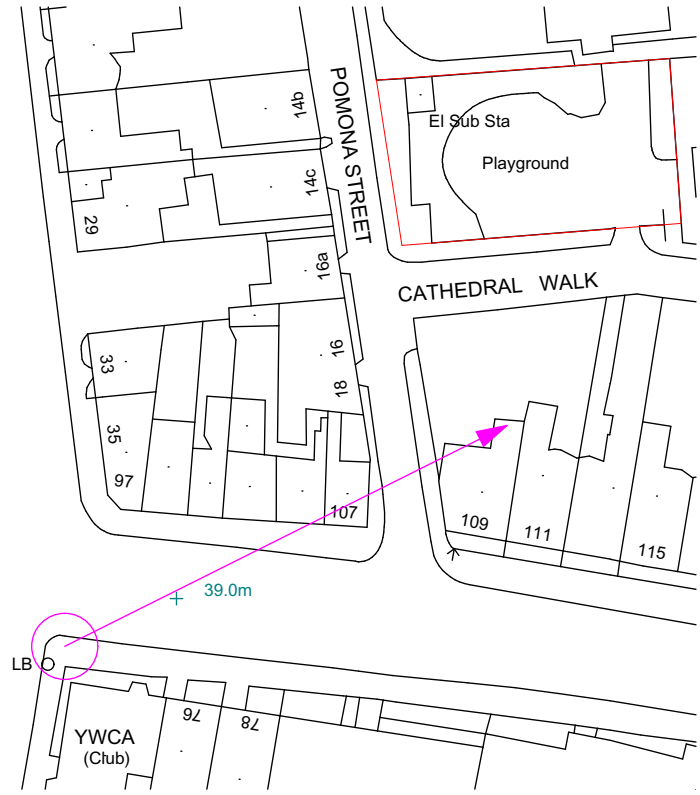 POMONA STREET
14b
El Sub Sta
Playground
14c
29
16a
CATHEDRAL WALK
33
16
18
35
97
107
109
111
115
39.0m
LB
76
78
YWCA
(Club)